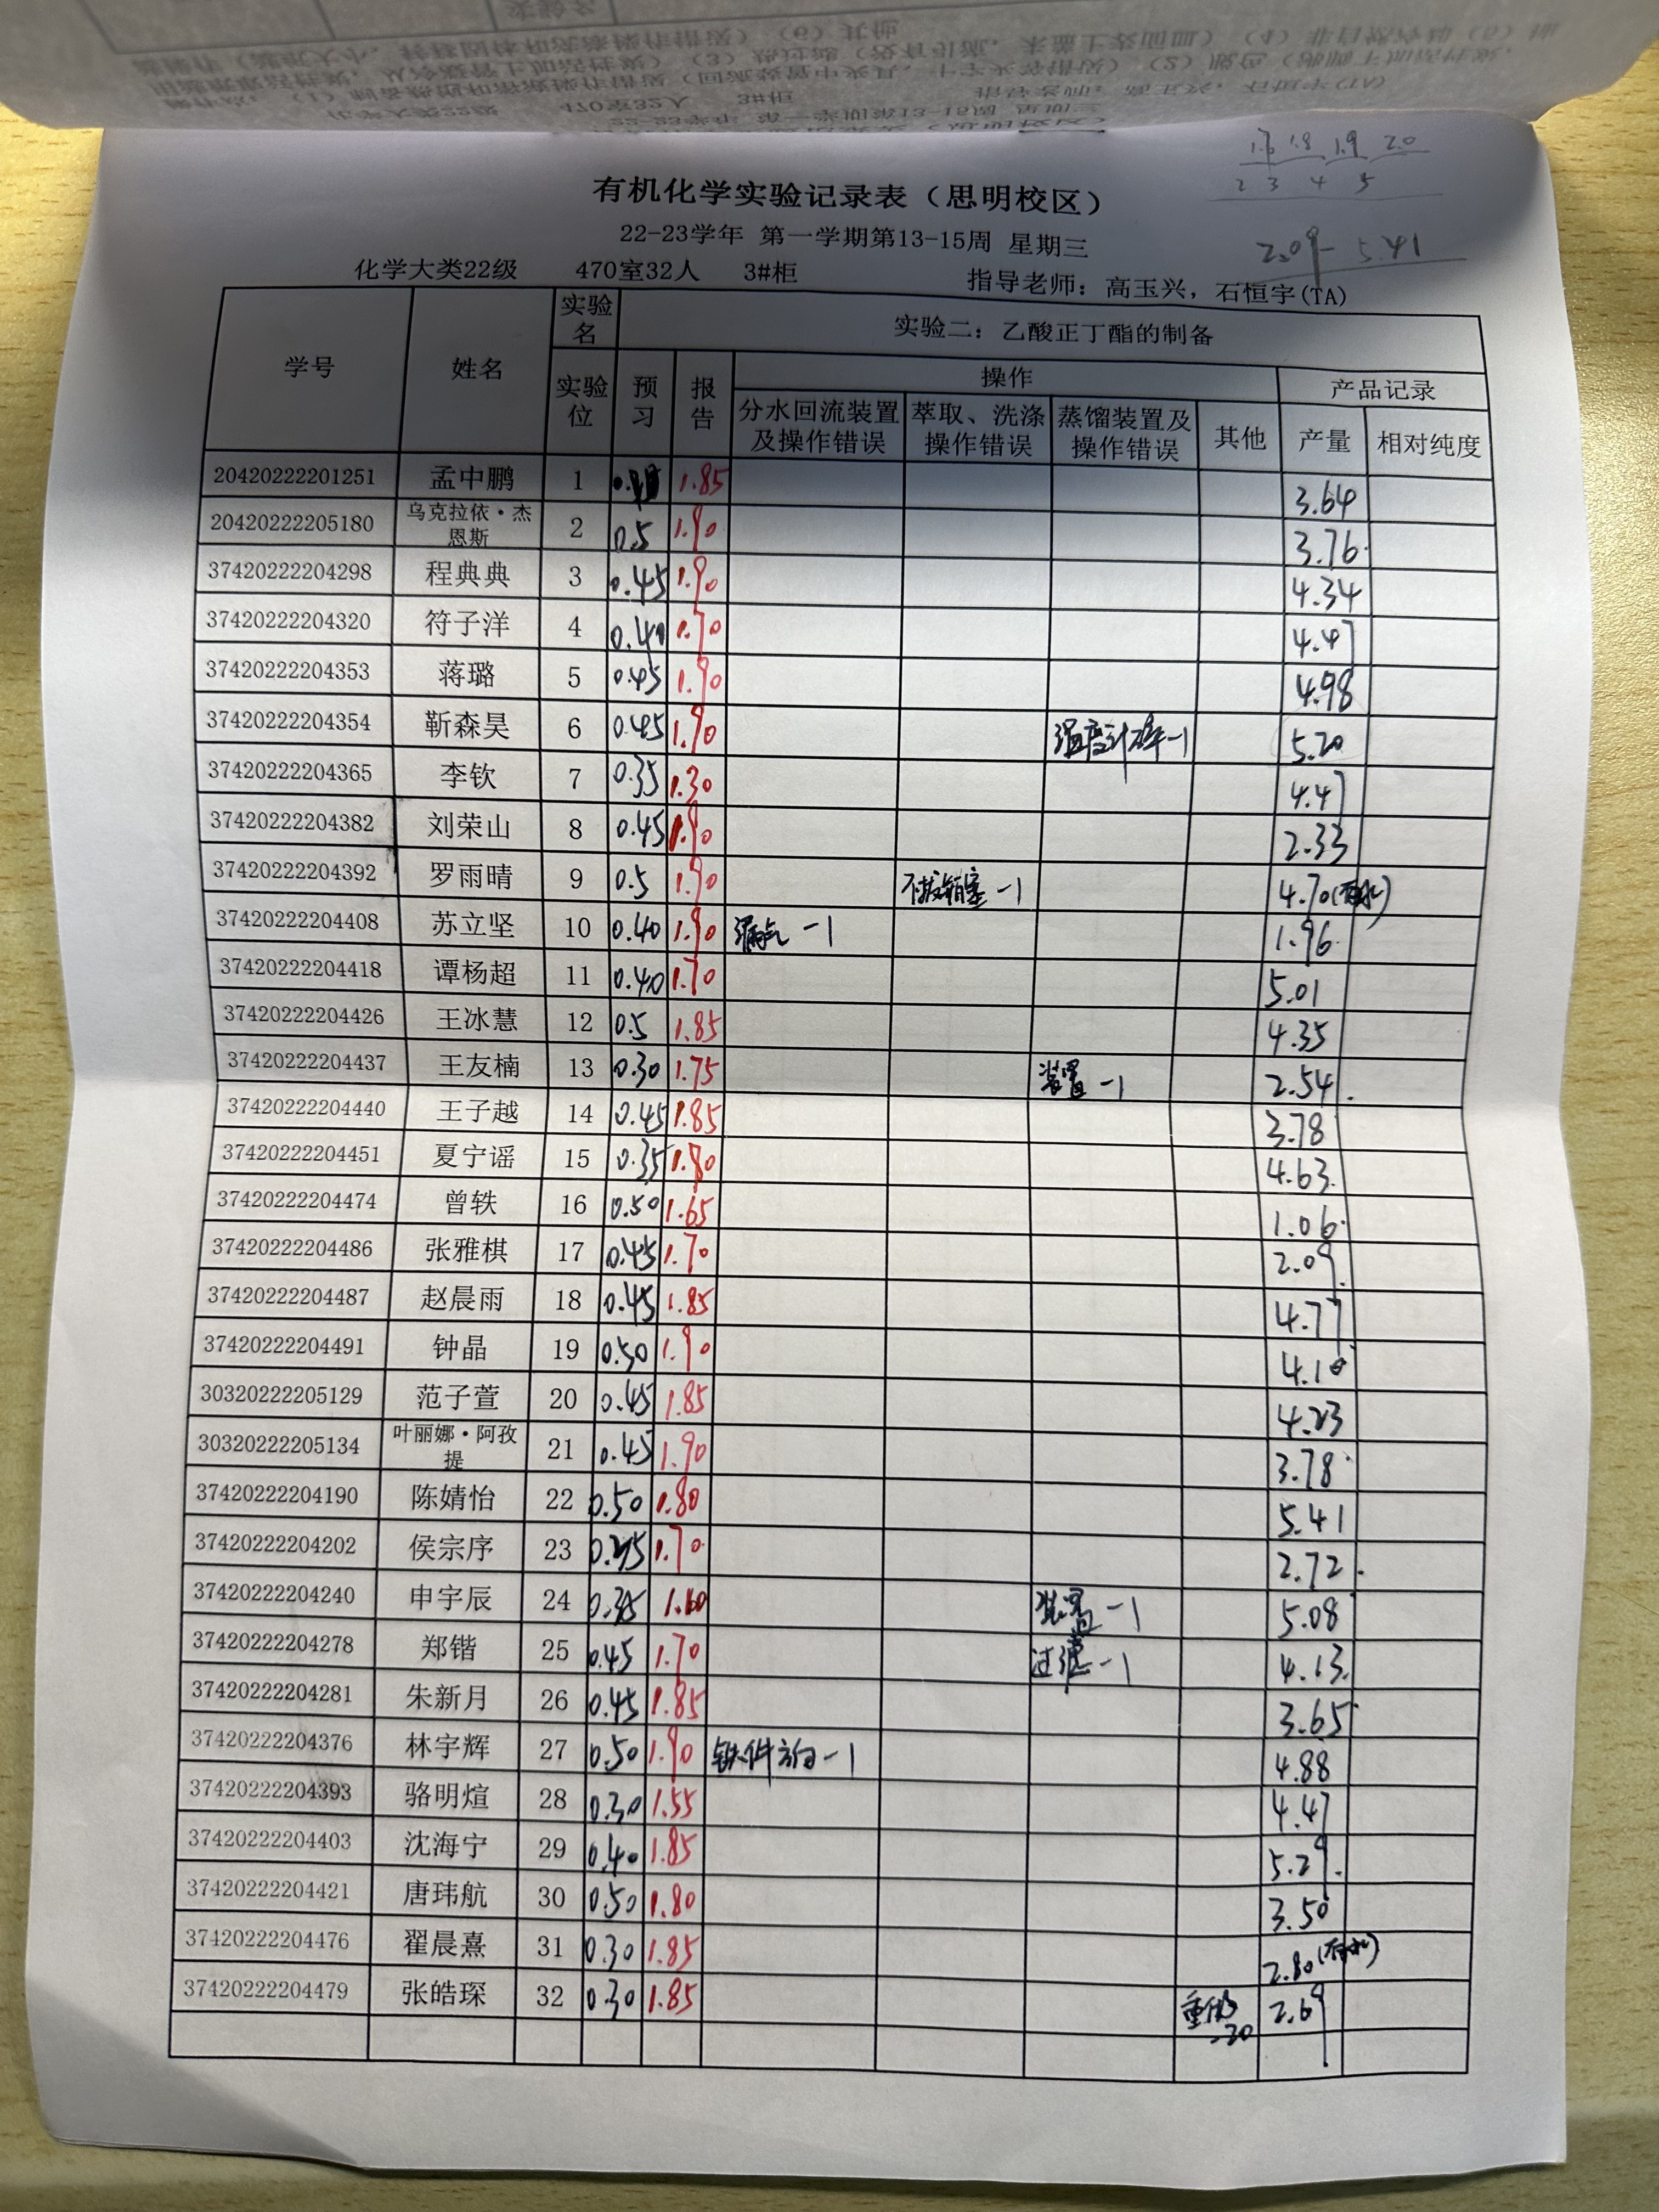 1.6 1.8 1.9 2.0
2 3 4 5
2.09-5.41
有机化学实验记录表（思明校区）
22-23学年 第一学期第13-15周 星期三
化学大类22级 470室32人 3#柜 指导老师：高玉兴，石恒宇(TA)
学号 姓名 实验名 实验二：乙酸正丁酯的制备
实验位 预习 报告 操作 产品记录
分水回流装置及操作错误 萃取、洗涤操作错误 蒸馏装置及操作错误 其他 产量 相对纯度
20420222201251 孟中鹏 1 1.85 3.64
20420222205180 乌克拉依·杰恩斯 2 0.5 1.90 3.76
37420222204298 程典典 3 0.45 1.90 4.34
37420222204320 符子洋 4 0.40 1.70 4.47
37420222204353 蒋璐 5 0.45 1.90 4.98
37420222204354 靳森昊 6 0.45 1.90 温度计碎-1 5.20
37420222204365 李钦 7 0.35 1.30 4.47
37420222204382 刘荣山 8 0.45 1.90 2.33
37420222204392 罗雨晴 9 0.5 1.90 -1 4.70(有水)
37420222204408 苏立坚 10 0.40 1.90 漏气 -1 1.96
37420222204418 谭杨超 11 0.40 1.70 5.01
37420222204426 王冰慧 12 0.5 1.85 4.35
37420222204437 王友楠 13 0.30 1.75 装置 -1 2.54
37420222204440 王子越 14 0.45 1.85 3.78
37420222204451 夏宁谣 15 0.35 1.80 4.63
37420222204474 曾轶 16 0.50 1.65 1.06
37420222204486 张雅棋 17 0.45 1.70 2.09
37420222204487 赵晨雨 18 0.45 1.85 4.77
37420222204491 钟晶 19 0.50 1.90 4.10
30320222205129 范子萱 20 0.45 1.85 4.23
30320222205134 叶丽娜·阿孜提 21 0.45 1.90 3.78
37420222204190 陈婧怡 22 0.50 1.80 5.41
37420222204202 侯宗序 23 1.70 2.72
37420222204240 申宇辰 24 0.35 1.60 装置 -1 5.08
37420222204278 郑锴 25 0.45 1.70 过滤 -1 4.13
37420222204281 朱新月 26 0.45 1.85 3.65
37420222204376 林宇辉 27 0.50 1.90 铁件方向-1 4.88
37420222204393 骆明煊 28 0.30 1.55 4.47
37420222204403 沈海宁 29 0.40 1.85 5.29
37420222204421 唐玮航 30 0.50 1.80 3.50
37420222204476 翟晨熹 31 0.30 1.85 2.80(有水)
37420222204479 张皓琛 32 0.30 1.85 重做-20 2.69